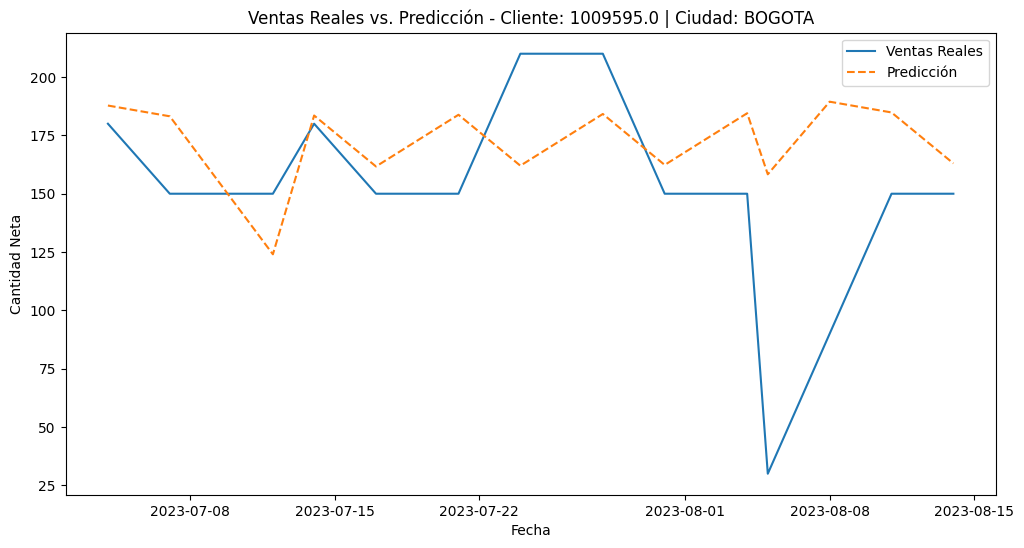 Ventas Reales vs. Predicción - Cliente: 1009595.0 | Ciudad: BOGOTA
Ventas Reales
Predicción
Cantidad Neta
200
175
150
125
100
75
50
25
2023-07-08
2023-07-15
2023-07-22
2023-08-01
2023-08-08
2023-08-15
Fecha